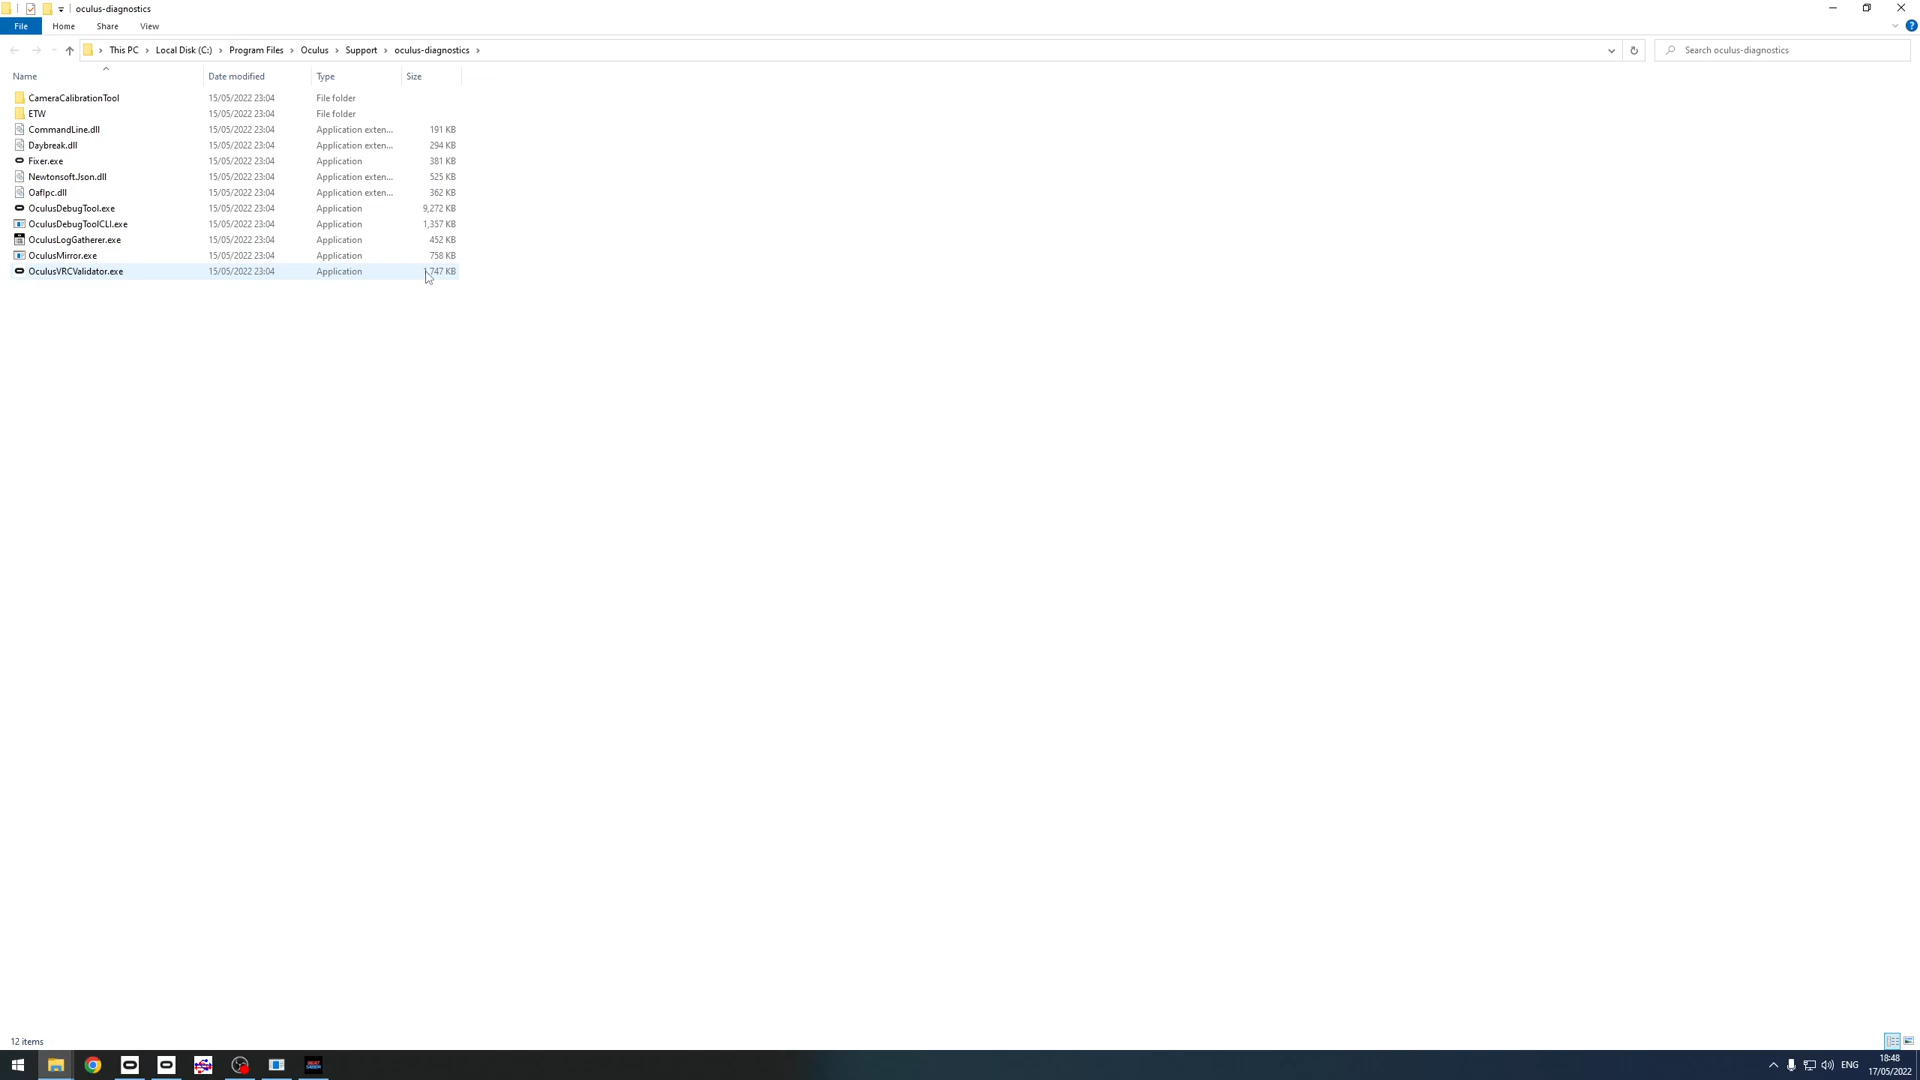 oculus-diagnostics
File Home Share View
This PC Local Disk (C:) Program Files Oculus Support oculus-diagnostics Search oculus-diagnostics
Name Date modified Type Size
CameraCalibrationTool 15/05/2022 23:04 File folder
ETW 15/05/2022 23:04 File folder
CommandLine.dll 15/05/2022 23:04 Application exten... 191 KB
Daybreak.dll 15/05/2022 23:04 Application exten... 294 KB
Fixer.exe 15/05/2022 23:04 Application 381 KB
Newtonsoft.Json.dll 15/05/2022 23:04 Application exten... 525 KB
OafIpc.dll 15/05/2022 23:04 Application exten... 362 KB
OculusDebugTool.exe 15/05/2022 23:04 Application 9,272 KB
OculusDebugToolCLI.exe 15/05/2022 23:04 Application 1,357 KB
OculusLogGatherer.exe 15/05/2022 23:04 Application 452 KB
OculusMirror.exe 15/05/2022 23:04 Application 758 KB
OculusVRCValidator.exe 15/05/2022 23:04 Application 1,747 KB
12 items
BEAT SABER
ENG 18:48
17/05/2022